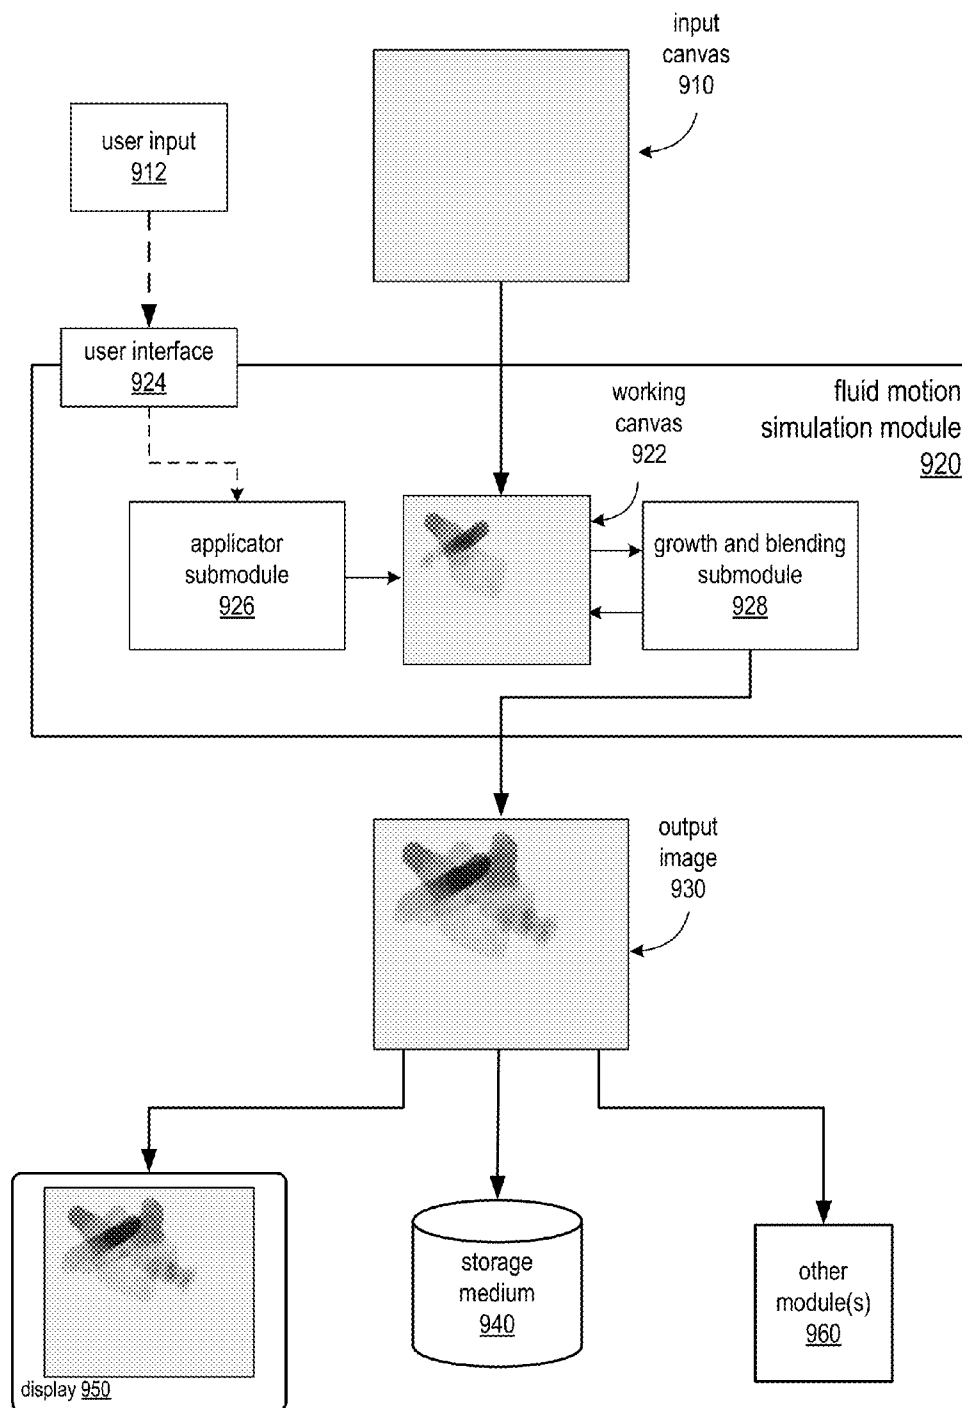 input
canvas
910
user input
912
user interface
924
fluid motion
simulation module
920
working
canvas
922
applicator
submodule
926
growth and blending
submodule
928
output
image
930
display 950
storage
medium
940
other
module(s)
960